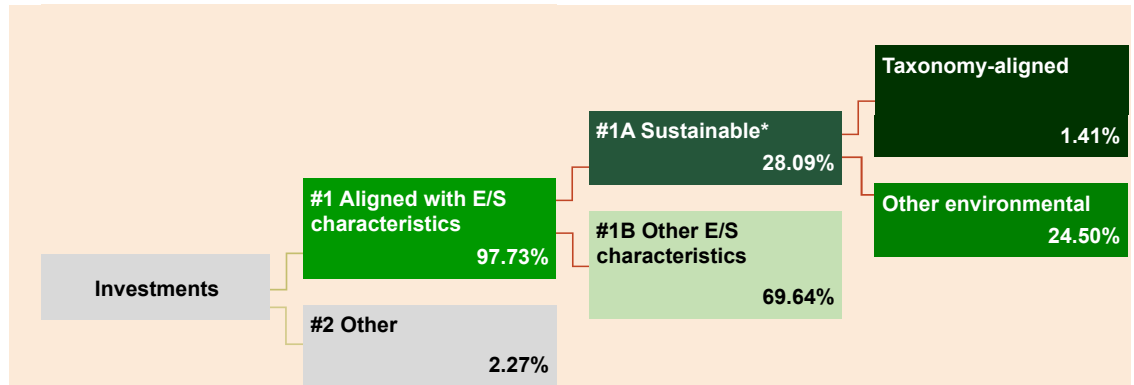 Investments
#1 Aligned with E/S
characteristics
97.73%
#2 Other
2.27%
#1A Sustainable*
28.09%
#1B Other E/S
characteristics
69.64%
Taxonomy-aligned
1.41%
Other environmental
24.50%